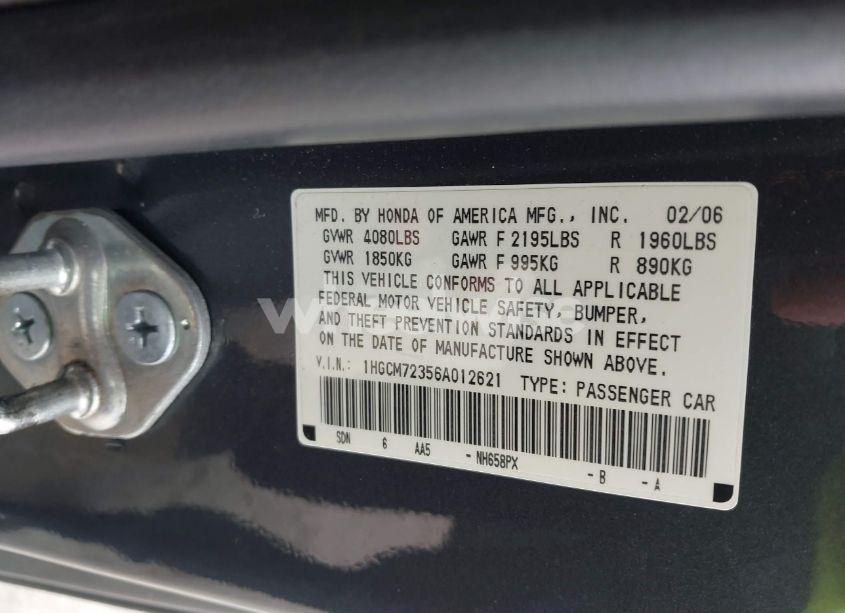 MFD. BY HONDA OF AMERICA MFG., INC. 02/06
GVWR 4080LBS GAWR F 2195LBS R 1960LBS
GVWR 1850KG GAWR F 995KG R 890KG
THIS VEHICLE CONFORMS TO ALL APPLICABLE
FEDERAL MOTOR VEHICLE SAFETY, BUMPER,
AND THEFT PREVENTION STANDARDS IN EFFECT
ON THE DATE OF MANUFACTURE SHOWN ABOVE.
V.I.N.: 1HGCM72356A012621 TYPE: PASSENGER CAR
SDN 6 AA5 - NH658PX - B - A